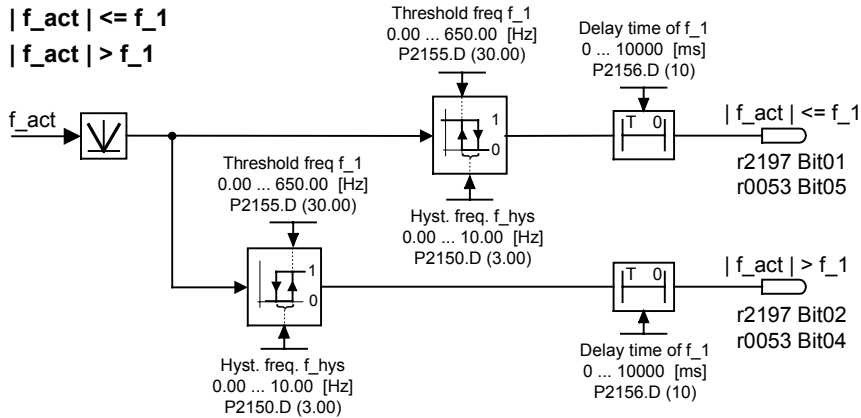 | f_act | <= f_1
| f_act | > f_1
Threshold freq f_1
0.00 ... 650.00 [Hz]
P2155.D (30.00)
Delay time of f_1
0 ... 10000 [ms]
P2156.D (10)
f_act
1
0
T 0
| f_act | <= f_1
r2197 Bit01
r0053 Bit05
Threshold freq f_1
0.00 ... 650.00 [Hz]
P2155.D (30.00)
Hyst. freq. f_hys
0.00 ... 10.00 [Hz]
P2150.D (3.00)
1
0
T 0
| f_act | > f_1
r2197 Bit02
r0053 Bit04
Hyst. freq. f_hys
0.00 ... 10.00 [Hz]
P2150.D (3.00)
Delay time of f_1
0 ... 10000 [ms]
P2156.D (10)